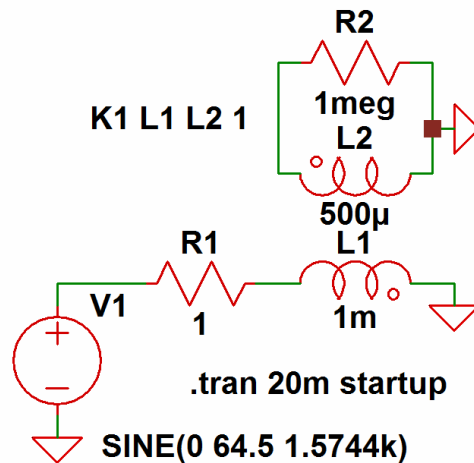 R2
1meg
K1 L1 L2 1
L2
500µ
R1
L1
V1
1
1m
.tran 20m startup
SINE(0 64.5 1.5744k)